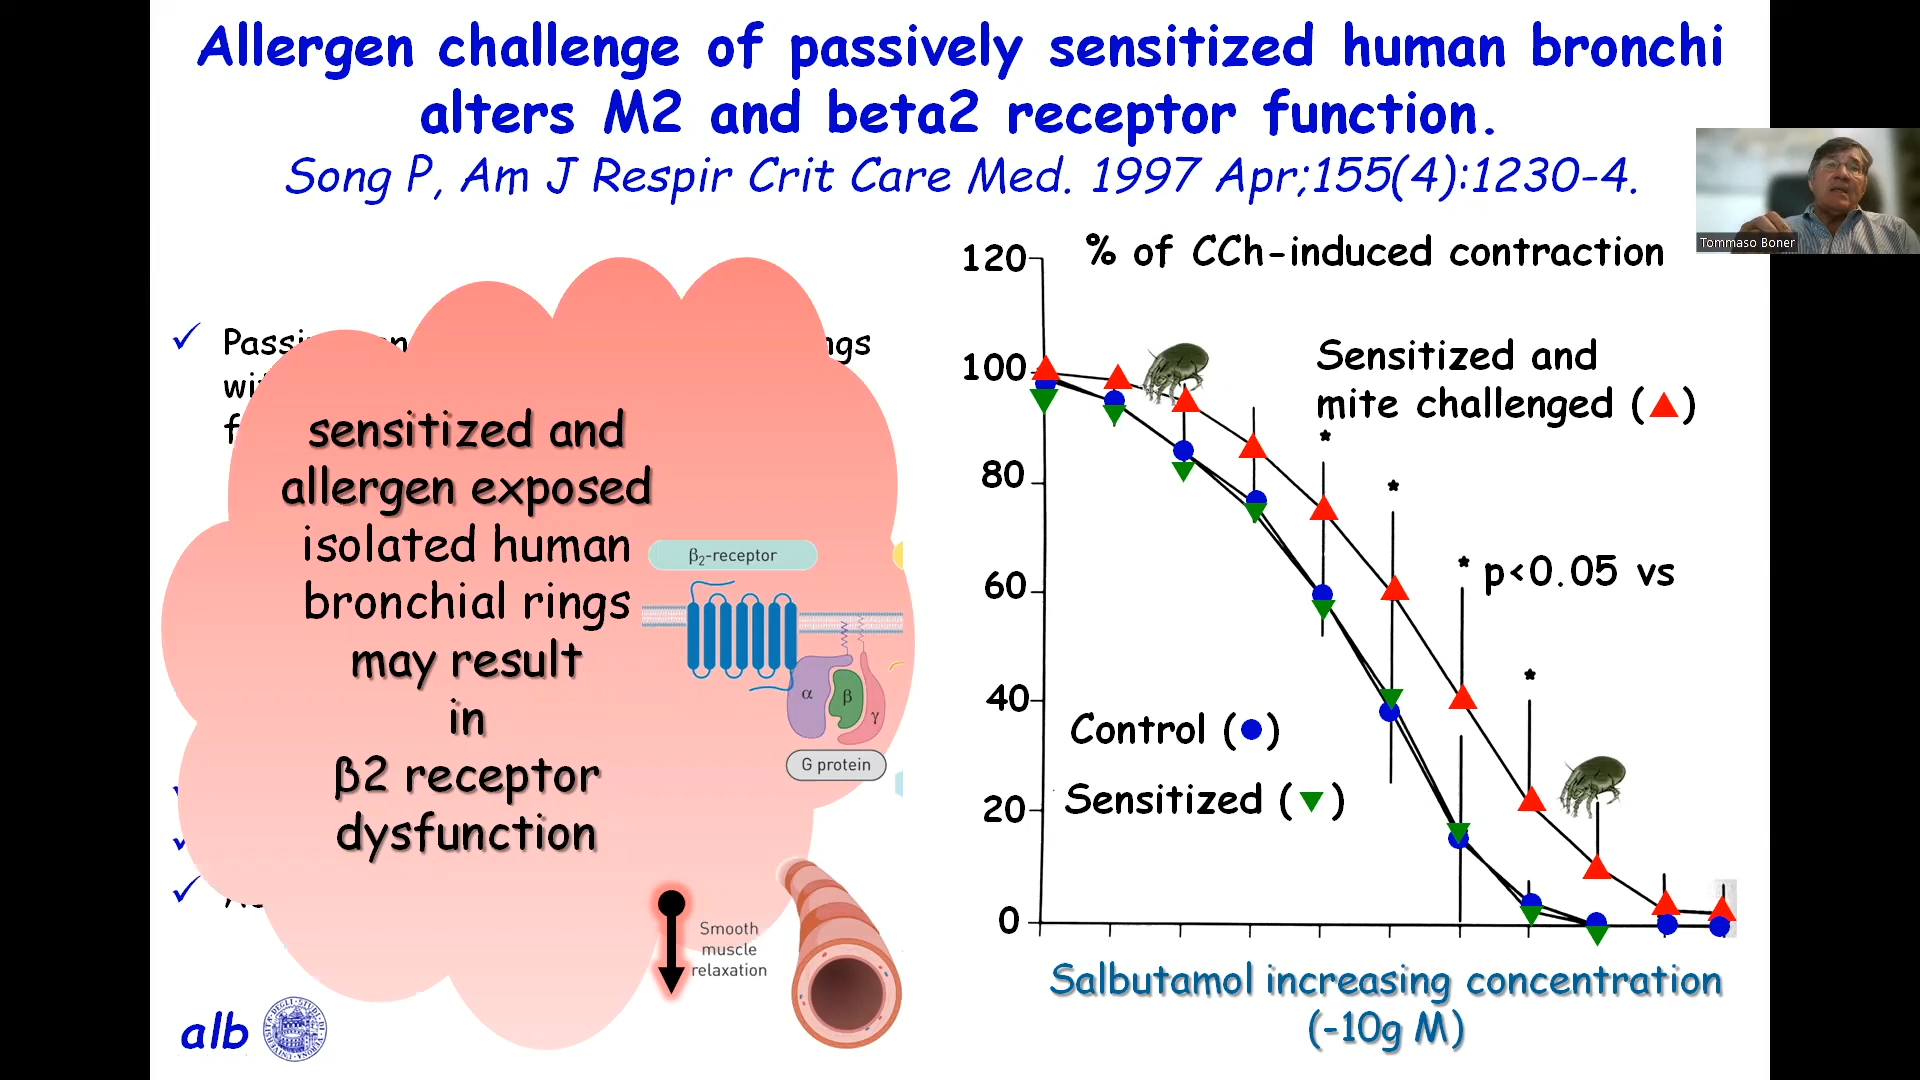 Allergen challenge of passively sensitized human bronchi
alters M2 and beta2 receptor function.
Song P, Am J Respir Crit Care Med. 1997 Apr;155(4):1230-4.
Tommaso Boner
sensitized and
allergen exposed
isolated human
bronchial rings
may result
in
β2 receptor
dysfunction
β₂-receptor
α
β
γ
G protein
Smooth
muscle
relaxation
alb
% of CCh-induced contraction
120
100
80
60
40
20
0
Sensitized and
mite challenged (▲)
*
*
* p<0.05 vs
*
Control (●)
Sensitized (▼)
Salbutamol increasing concentration
(-10g M)